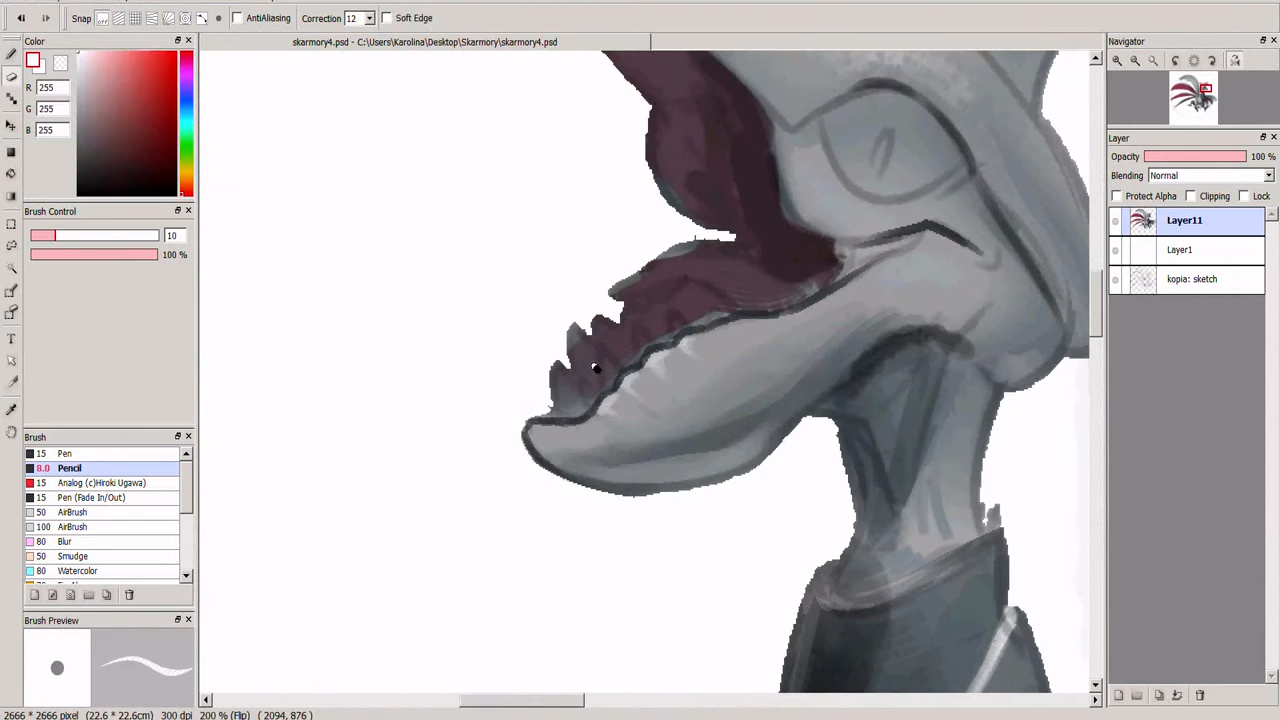 Snap
AntiAliasing
Correction 12
Soft Edge
Color
skarmory4.psd - C:\Users\Karolina\Desktop\Skarmory\skarmory4.psd
Navigator
R 255
G 255
B 255
Layer
Opacity 100 %
Blending Normal
Protect Alpha Clipping Lock
Brush Control
Layer11
10
Layer1
100 %
kopia: sketch
Brush
15 Pen
8.0 Pencil
15 Analog (c)Hiroki Ugawa)
15 Pen (Fade In/Out)
50 AirBrush
100 AirBrush
80 Blur
50 Smudge
80 Watercolor
Brush Preview
2666 * 2666 pixel (22.6 * 22.6cm) 300 dpi 200 % (Flip) ( 2094, 876 )